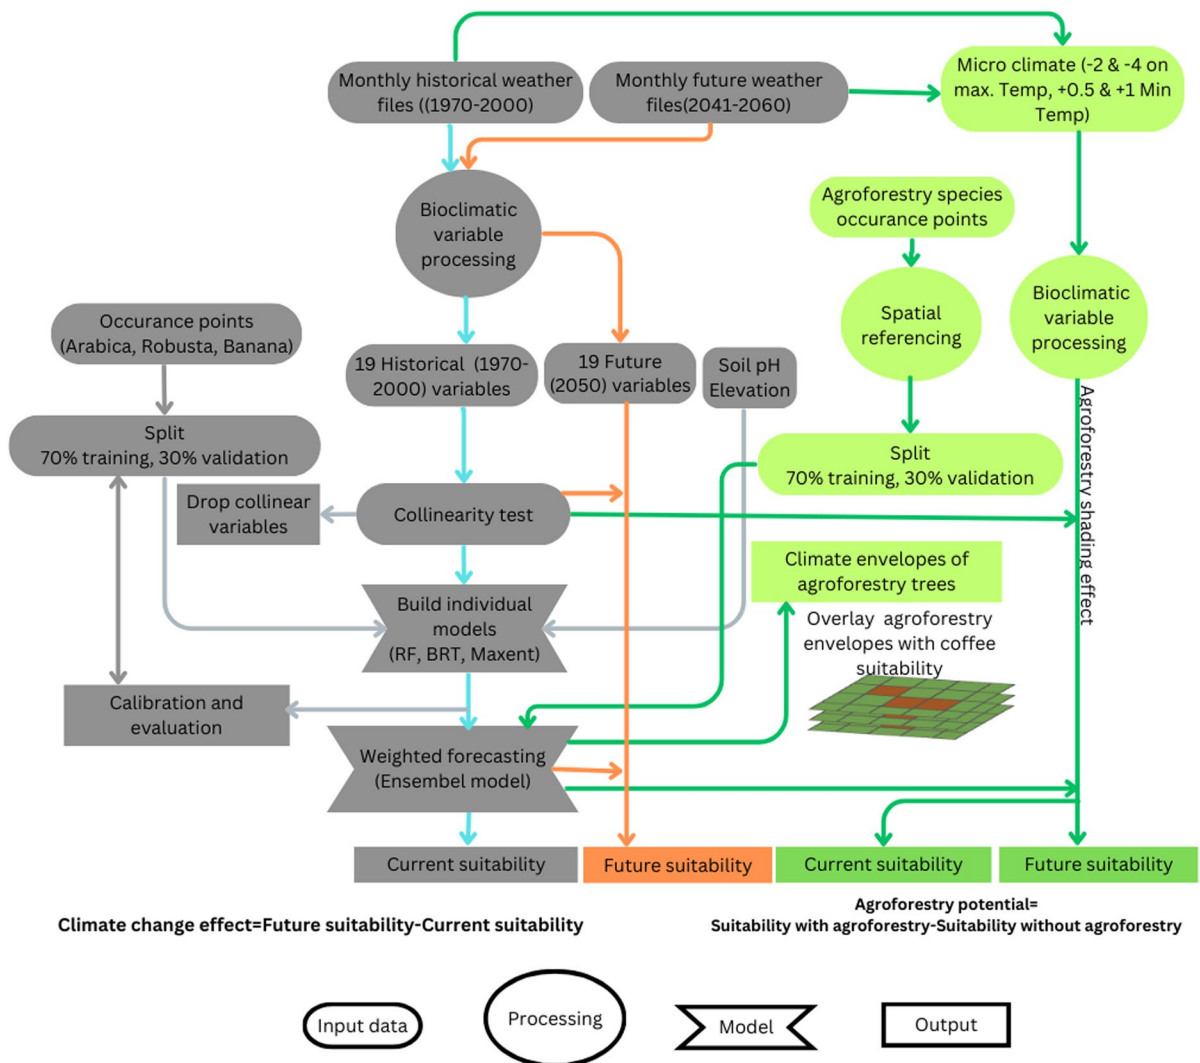 Monthly historical weather
files ((1970-2000)
Monthly future weather
files(2041-2060)
Micro climate (-2 & -4 on
max. Temp, +0.5 & +1 Min
Temp)
Bioclimatic
variable
processing
Agroforestry species
occurance points
Spatial
referencing
Bioclimatic
variable
processing
Occurance points
(Arabica, Robusta, Banana)
19 Historical (1970-
2000) variables
19 Future
(2050) variables
Soil pH
Elevation
Split
70% training, 30% validation
Split
70% training, 30% validation
Agroforestry shading effect
Drop collinear
variables
Collinearity test
Climate envelopes of
agroforestry trees
Build individual
models
(RF, BRT, Maxent)
Overlay agroforestry
envelopes with coffee
suitability
Calibration and
evaluation
Weighted forecasting
(Ensembel model)
Current suitability
Future suitability
Current suitability
Future suitability
Climate change effect=Future suitability-Current suitability
Agroforestry potential=
Suitability with agroforestry-Suitability without agroforestry
Input data
Processing
Model
Output